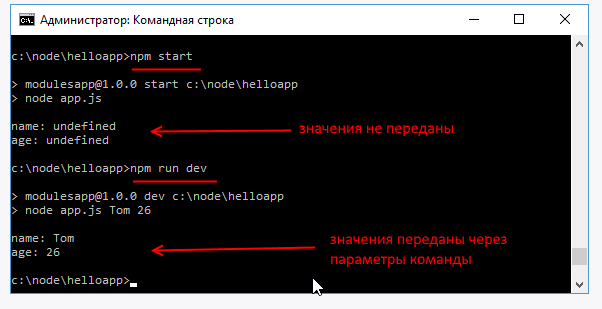 Администратор: Командная строка
c:\node\helloapp>npm start
> modulesapp@1.0.0 start c:\node\helloapp
> node app.js
name: undefined
age: undefined
значения не переданы
c:\node\helloapp>npm run dev
> modulesapp@1.0.0 dev c:\node\helloapp
> node app.js Tom 26
name: Tom
age: 26
значения переданы через
параметры команды
c:\node\helloapp>